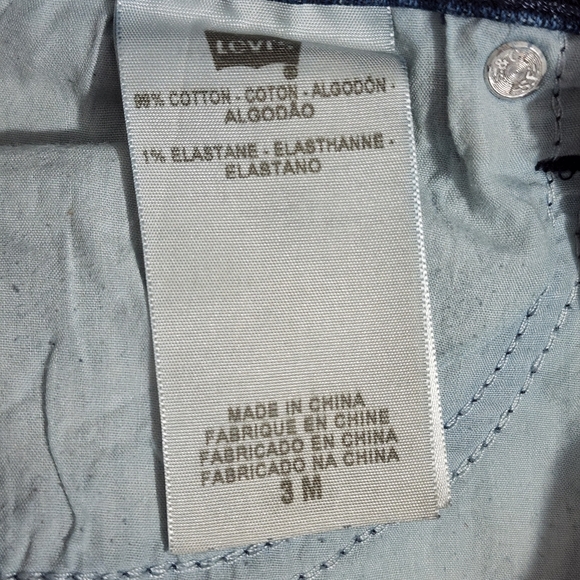 LEVI'S
99% COTTON - COTON - ALGODÓN -
ALGODÃO
1% ELASTANE - ÉLASTHANNE -
ELASTANO
MADE IN CHINA
FABRIQUE EN CHINE
FABRICADO EN CHINA
FABRICADO NA CHINA
3 M